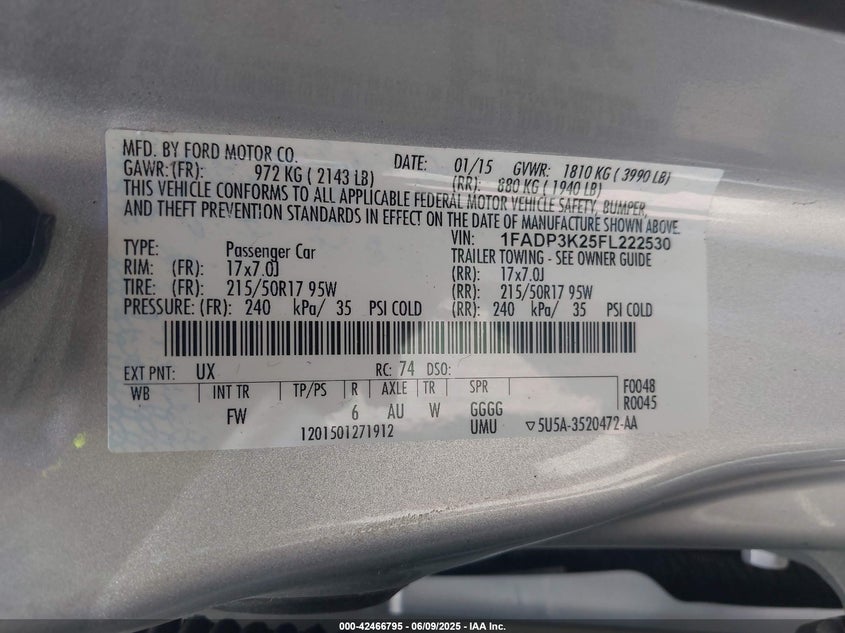 MFD. BY FORD MOTOR CO. DATE: 01/15 GVWR: 1810 KG ( 3990 LB)
GAWR:(FR): 972 KG ( 2143 LB) (RR): 880 KG ( 1940 LB)
THIS VEHICLE CONFORMS TO ALL APPLICABLE FEDERAL MOTOR VEHICLE SAFETY, BUMPER,
AND THEFT PREVENTION STANDARDS IN EFFECT ON THE DATE OF MANUFACTURE SHOWN ABOVE.
VIN: 1FADP3K25FL222530
TYPE: Passenger Car TRAILER TOWING - SEE OWNER GUIDE
RIM: (FR): 17x7.0J (RR): 17x7.0J
TIRE: (FR): 215/50R17 95W (RR): 215/50R17 95W
PRESSURE: (FR): 240 kPa/ 35 PSI COLD (RR): 240 kPa/ 35 PSI COLD
EXT PNT: UX RC: 74 DSO:
WB INT TR TP/PS R AXLE TR SPR F0048
FW 6 AU W GGGG R0045
1201501271912 UMU ▽5U5A-3520472-AA
000-42466795 - 06/09/2025 - IAA Inc.